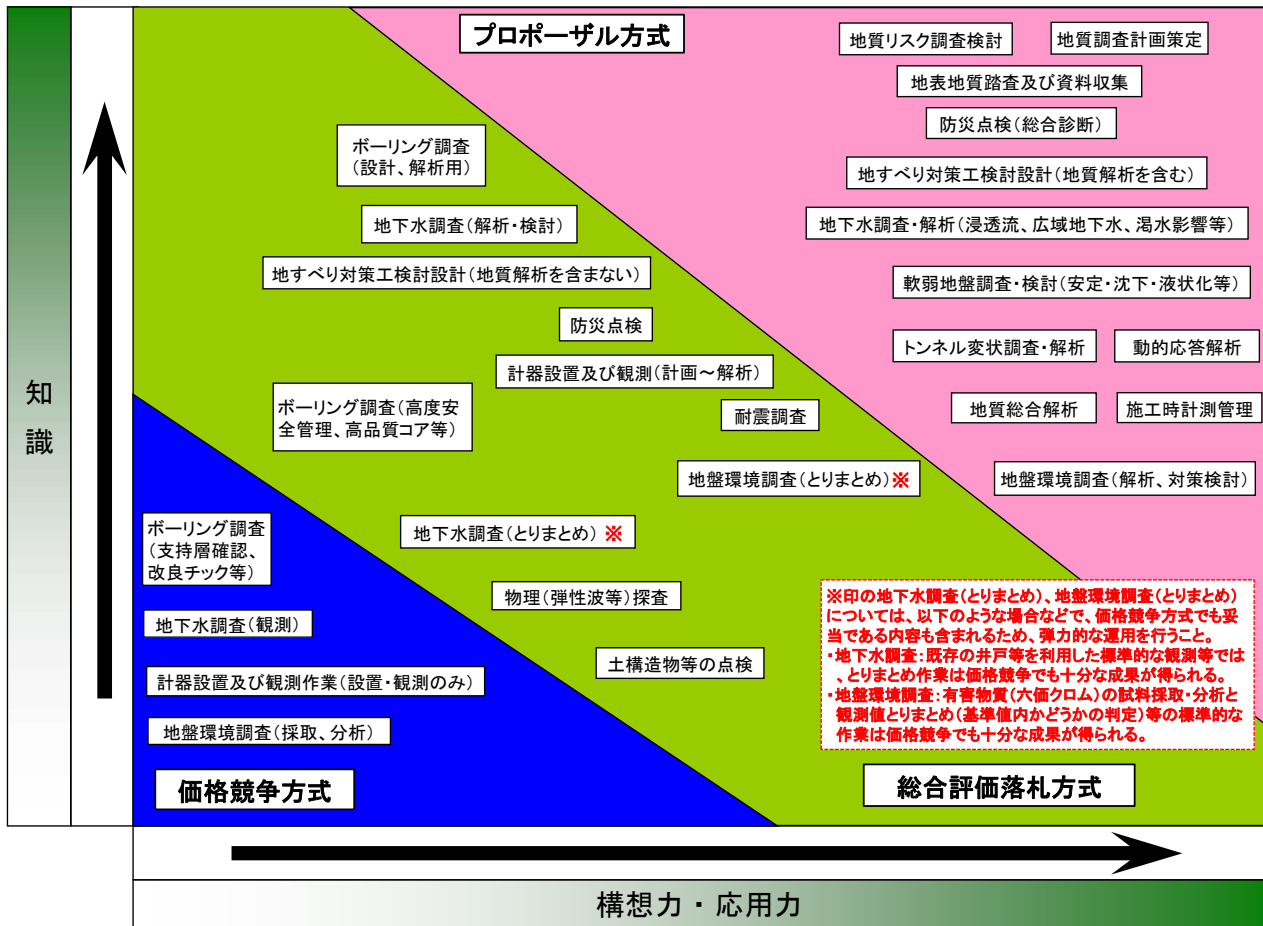 プロポーザル方式
地質リスク調査検討
地質調査計画策定
地表地質踏査及び資料収集
防災点検(総合診断)
地すべり対策工検討設計(地質解析を含む)
地下水調査・解析(浸透流、広域地下水、渇水影響等)
軟弱地盤調査・検討(安定・沈下・液状化等)
トンネル変状調査・解析
動的応答解析
地質総合解析
施工時計測管理
地盤環境調査(解析、対策検討)
ボーリング調査
(設計、解析用)
地下水調査(解析・検討)
地すべり対策工検討設計(地質解析を含まない)
防災点検
計器設置及び観測(計画～解析)
ボーリング調査(高度安
全管理、高品質コア等)
耐震調査
地盤環境調査(とりまとめ)※
地下水調査(とりまとめ)※
物理(弾性波等)探査
土構造物等の点検
総合評価落札方式
※印の地下水調査(とりまとめ)、地盤環境調査(とりまとめ)
については、以下のような場合などで、価格競争方式でも妥
当である内容も含まれるため、弾力的な運用を行うこと。
・地下水調査:既存の井戸等を利用した標準的な観測等では
、とりまとめ作業は価格競争でも十分な成果が得られる。
・地盤環境調査:有害物質(六価クロム)の試料採取・分析と
観測値とりまとめ(基準値内かどうかの判定)等の標準的な
作業は価格競争でも十分な成果が得られる。
ボーリング調査
(支持層確認、
改良チック等)
地下水調査(観測)
計器設置及び観測作業(設置・観測のみ)
地盤環境調査(採取、分析)
価格競争方式
知識
構想力・応用力